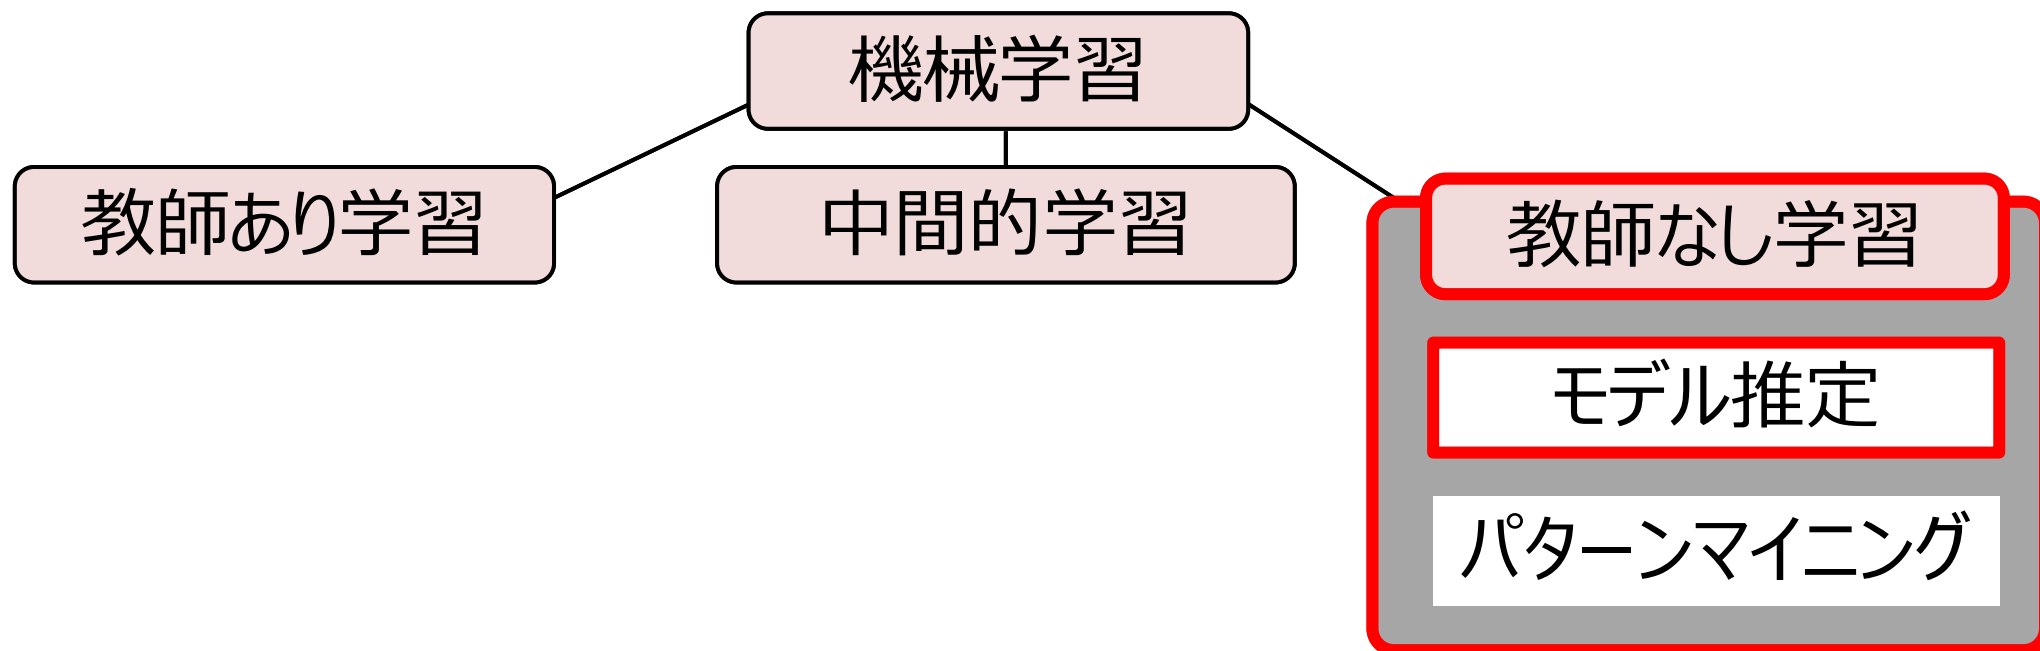 機械学習
教師あり学習
中間的学習
教師なし学習
モデル推定
パターンマイニング